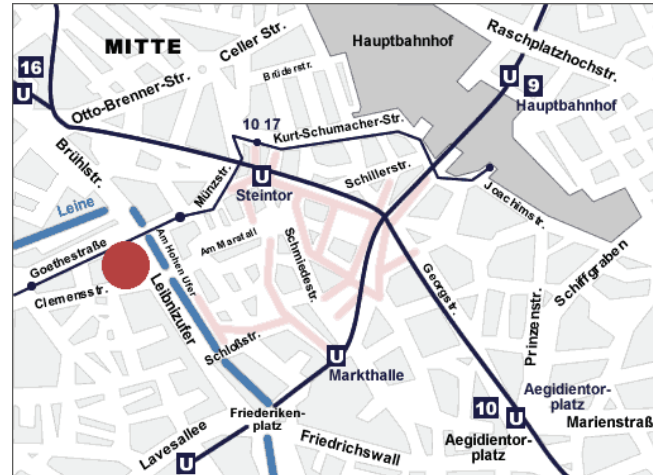 MITTE
Celler Str.
Hauptbahnhof
Raschplatzhochstr.
16
U
Brüderstr.
U
9
Hauptbahnhof
Otto-Brenner-Str.
10 17
Kurt-Schumacher-Str.
Brühlstr.
Münzstr.
U
Steintor
Schillerstr.
Joachimstr.
Leine
Goethestraße
Am Hohen Ufer
Am Marstall
Schmiedestr.
Georgstr.
Schiffgraben
Clemensstr.
Leibnizufer
Prinzenstr.
Schloßstr.
U
Markthalle
Aegidientor-
platz
10
U
Marienstraß
Friederiken-
platz
Aegidientor-
platz
Lavesallee
Friedrichswall
U